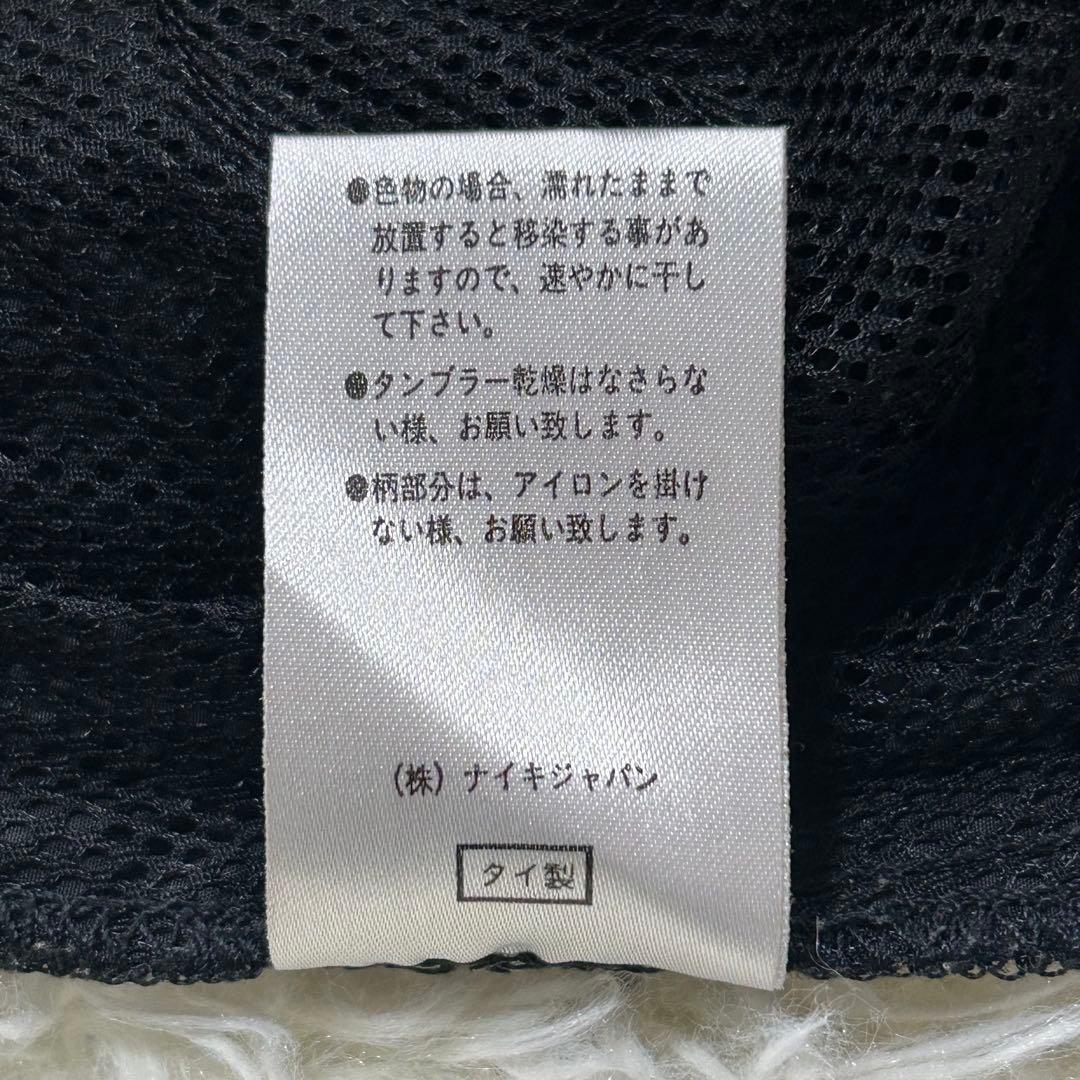 ●色物の場合、濡れたままで
放置すると移染する事があ
りますので、速やかに干し
て下さい。
●タンブラー乾燥はなさらな
い様、お願い致します。
●柄部分は、アイロンを掛け
ない様、お願い致します。
(株)ナイキジャパン
タイ製